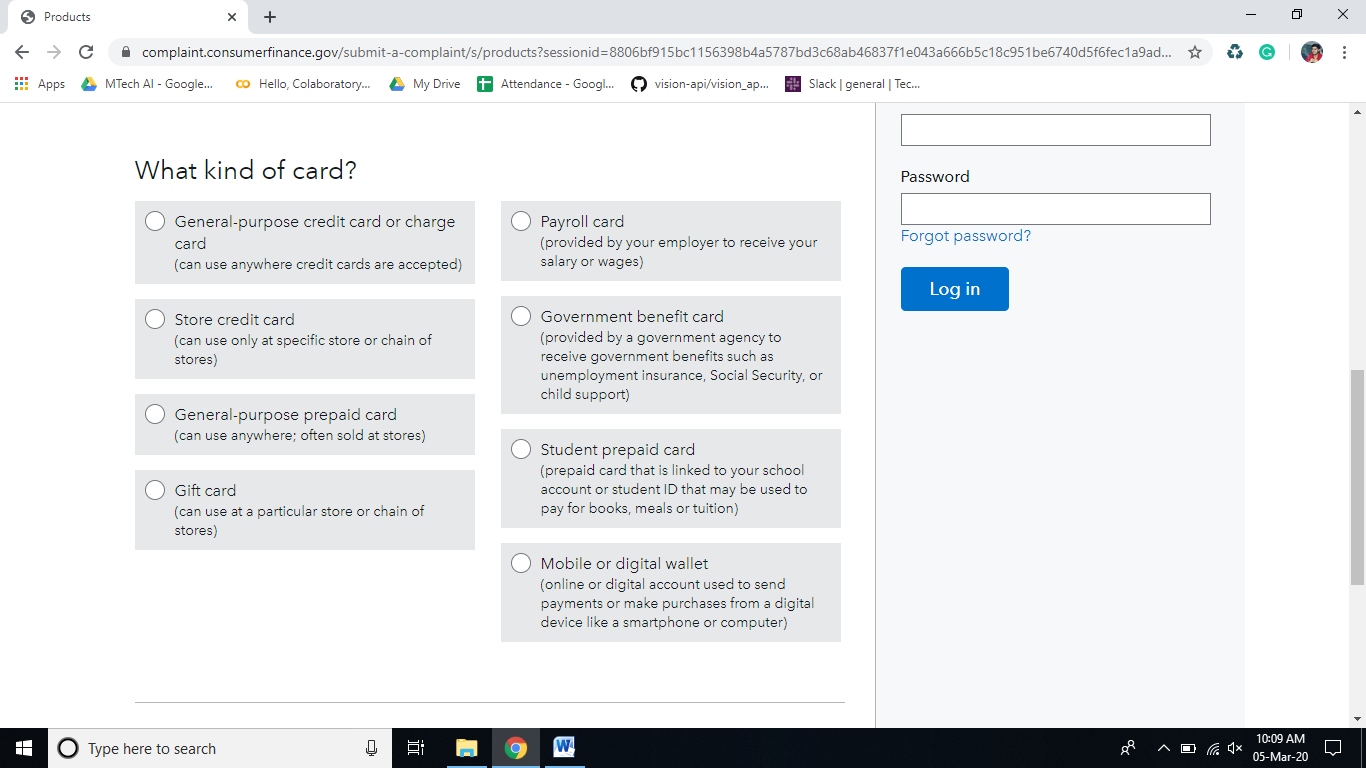 Products
complaint.consumerfinance.gov/submit-a-complaint/s/products?sessionid=8806bf915bc1156398b4a5787bd3c68ab46837f1e043a666b5c18c951be6740d5f6fec1a9ad...
Apps
MTech AI - Google...
Hello, Colaboratory...
My Drive
Attendance - Googl...
vision-api/vision_ap...
Slack | general | Tec...
What kind of card?
General-purpose credit card or charge
card
(can use anywhere credit cards are accepted)
Store credit card
(can use only at specific store or chain of
stores)
General-purpose prepaid card
(can use anywhere; often sold at stores)
Gift card
(can use at a particular store or chain of
stores)
Payroll card
(provided by your employer to receive your
salary or wages)
Government benefit card
(provided by a government agency to
receive government benefits such as
unemployment insurance, Social Security, or
child support)
Student prepaid card
(prepaid card that is linked to your school
account or student ID that may be used to
pay for books, meals or tuition)
Mobile or digital wallet
(online or digital account used to send
payments or make purchases from a digital
device like a smartphone or computer)
Password
Forgot password?
Log in
Type here to search
10:09 AM
05-Mar-20